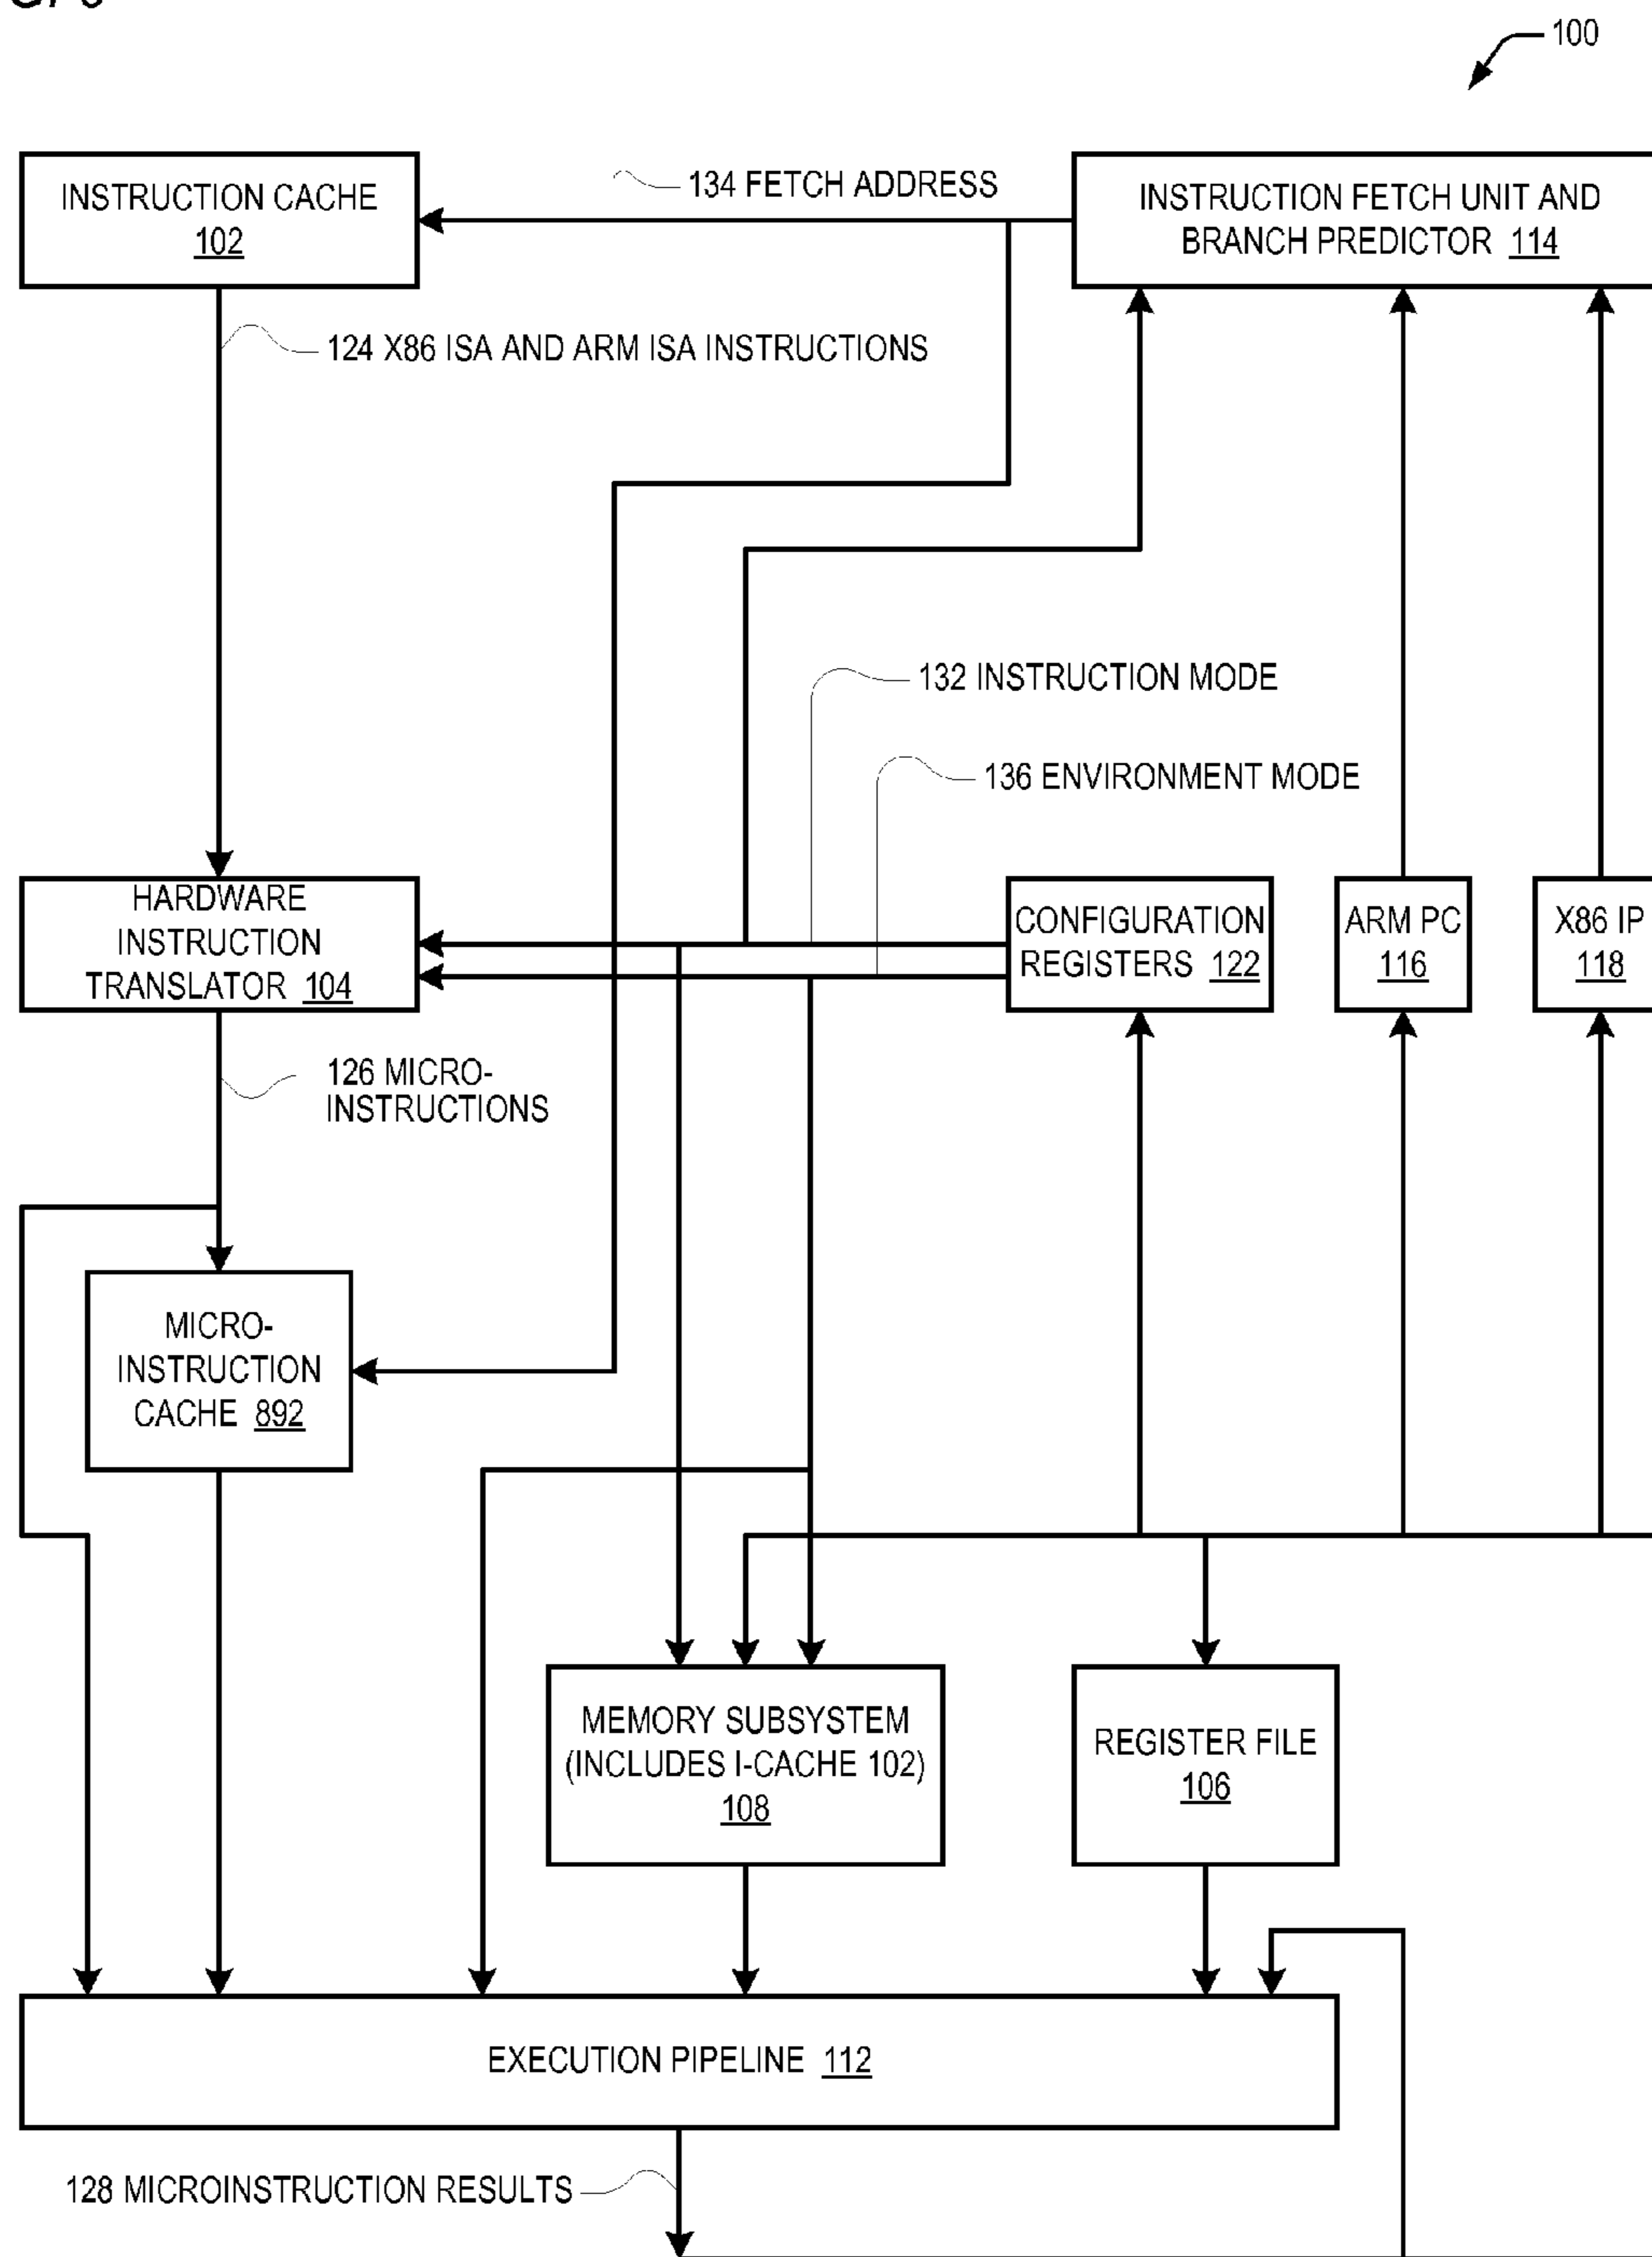 100
INSTRUCTION CACHE
102
134 FETCH ADDRESS
INSTRUCTION FETCH UNIT AND
BRANCH PREDICTOR 114
124 X86 ISA AND ARM ISA INSTRUCTIONS
132 INSTRUCTION MODE
136 ENVIRONMENT MODE
HARDWARE
INSTRUCTION
TRANSLATOR 104
CONFIGURATION
REGISTERS 122
ARM PC
116
X86 IP
118
126 MICRO-
INSTRUCTIONS
MICRO-
INSTRUCTION
CACHE 892
MEMORY SUBSYSTEM
(INCLUDES I-CACHE 102)
108
REGISTER FILE
106
EXECUTION PIPELINE 112
128 MICROINSTRUCTION RESULTS